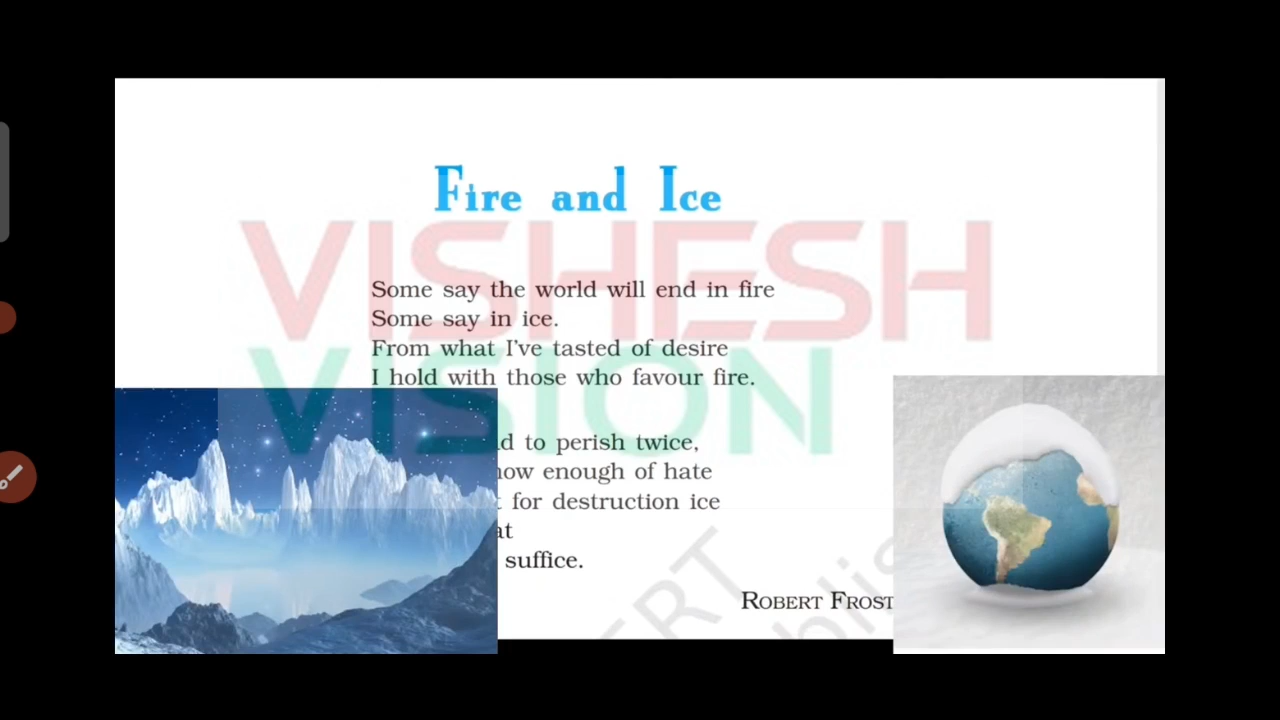 Fire and Ice
VISHESH
VISION
Some say the world will end in fire
Some say in ice.
From what I've tasted of desire
I hold with those who favour fire.
to perish twice,
enough of hate
for destruction ice
suffice.
ROBERT FROST